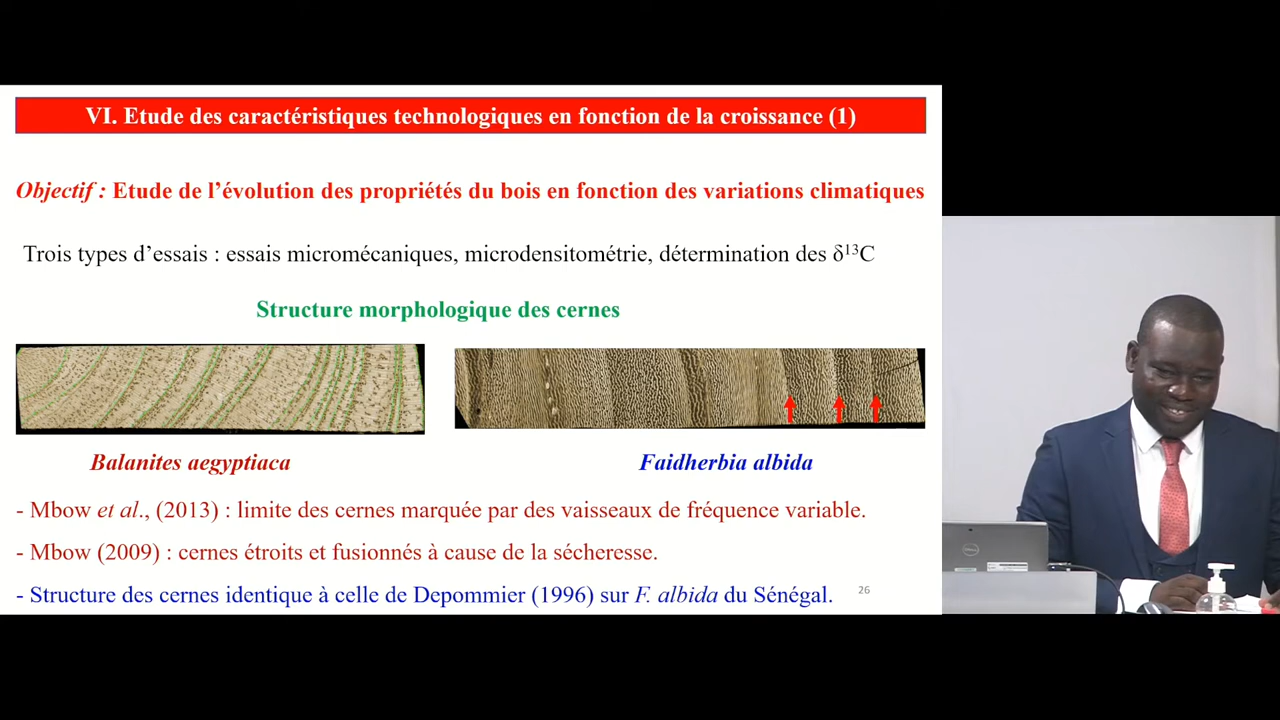 VI. Etude des caractéristiques technologiques en fonction de la croissance (1)
Objectif : Etude de l’évolution des propriétés du bois en fonction des variations climatiques
Trois types d’essais : essais micromécaniques, microdensitométrie, détermination des δ¹³C
Structure morphologique des cernes
Balanites aegyptiaca
Faidherbia albida
- Mbow et al., (2013) : limite des cernes marquée par des vaisseaux de fréquence variable.
- Mbow (2009) : cernes étroits et fusionnés à cause de la sécheresse.
- Structure des cernes identique à celle de Depommier (1996) sur F. albida du Sénégal.
26
DELL